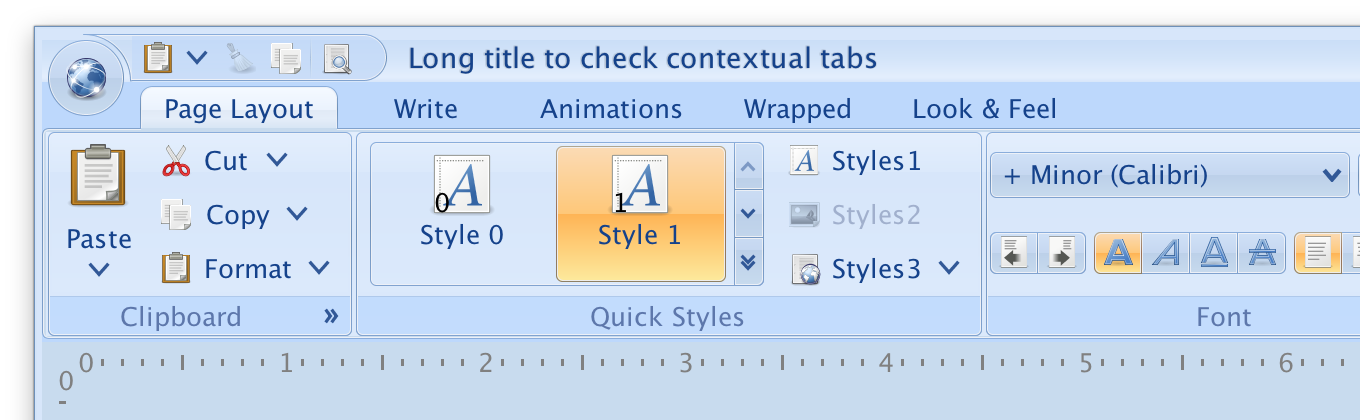 Long title to check contextual tabs
Page Layout Write Animations Wrapped Look & Feel
Paste
Cut
Copy
Format
Clipboard »
A 0
Style 0
A 1
Style 1
A Styles1
Styles2
Styles3
Quick Styles
+ Minor (Calibri)
A A A A
Font
0 1 2 3 4 5 6
0